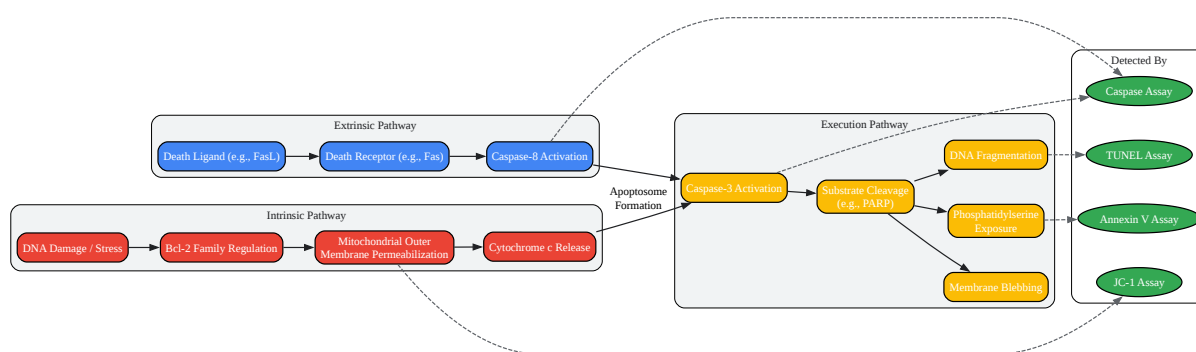 Detected By
Caspase Assay
TUNEL Assay
Annexin V Assay
JC-1 Assay
Extrinsic Pathway
Death Ligand (e.g., FasL)
Death Receptor (e.g., Fas)
Caspase-8 Activation
Intrinsic Pathway
DNA Damage / Stress
Bcl-2 Family Regulation
Mitochondrial Outer
Membrane Permeabilization
Cytochrome c Release
Apoptosome
Formation
Execution Pathway
Caspase-3 Activation
Substrate Cleavage
(e.g., PARP)
DNA Fragmentation
Phosphatidylserine
Exposure
Membrane Blebbing